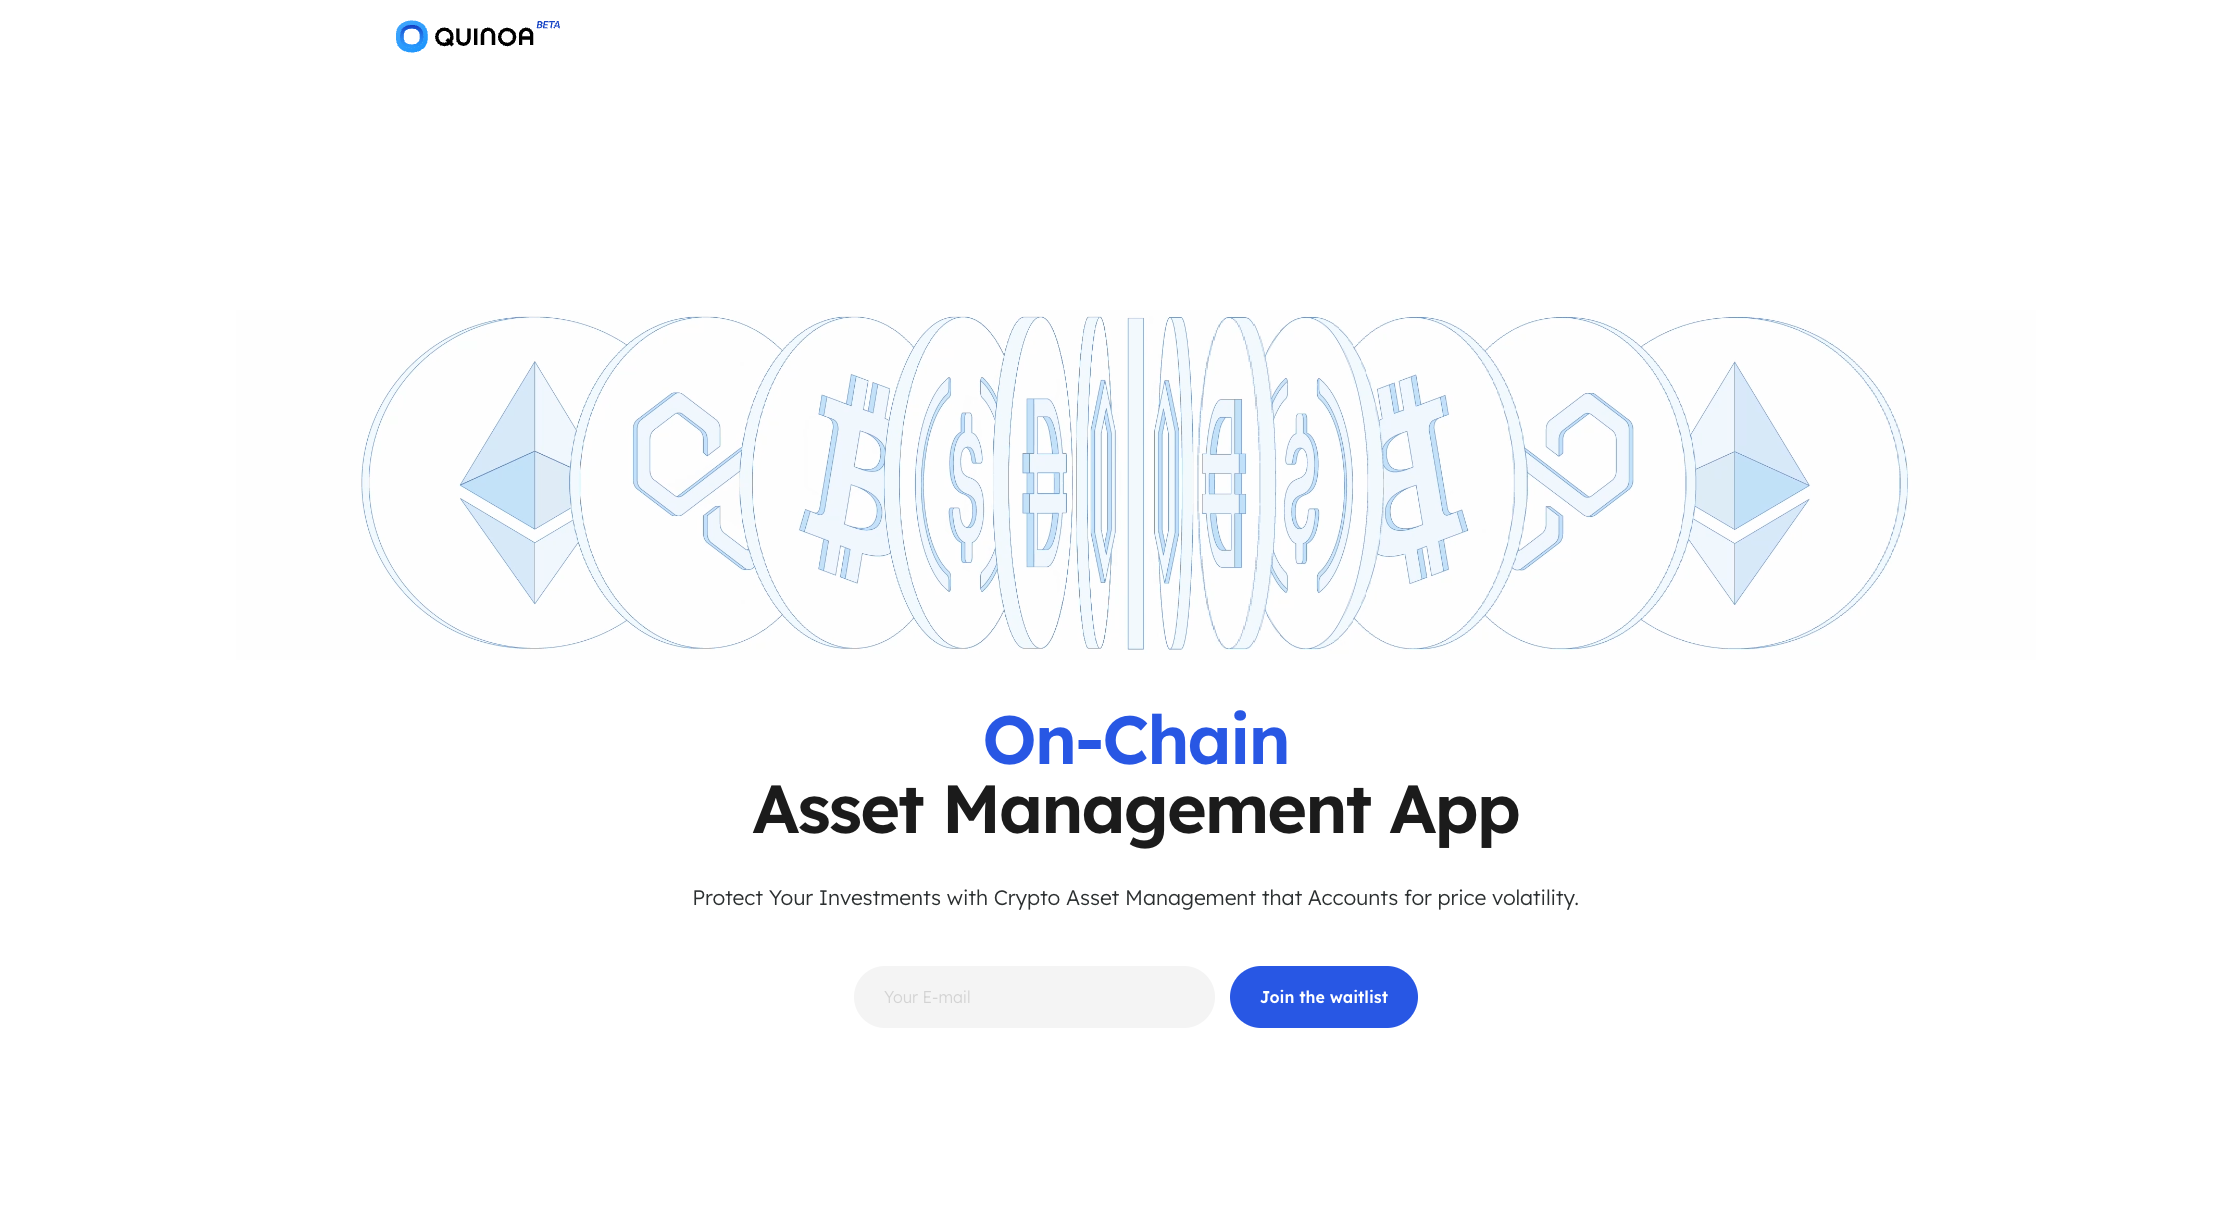 QUINOA BETA
On-Chain
Asset Management App
Protect Your Investments with Crypto Asset Management that Accounts for price volatility.
Your E-mail
Join the waitlist